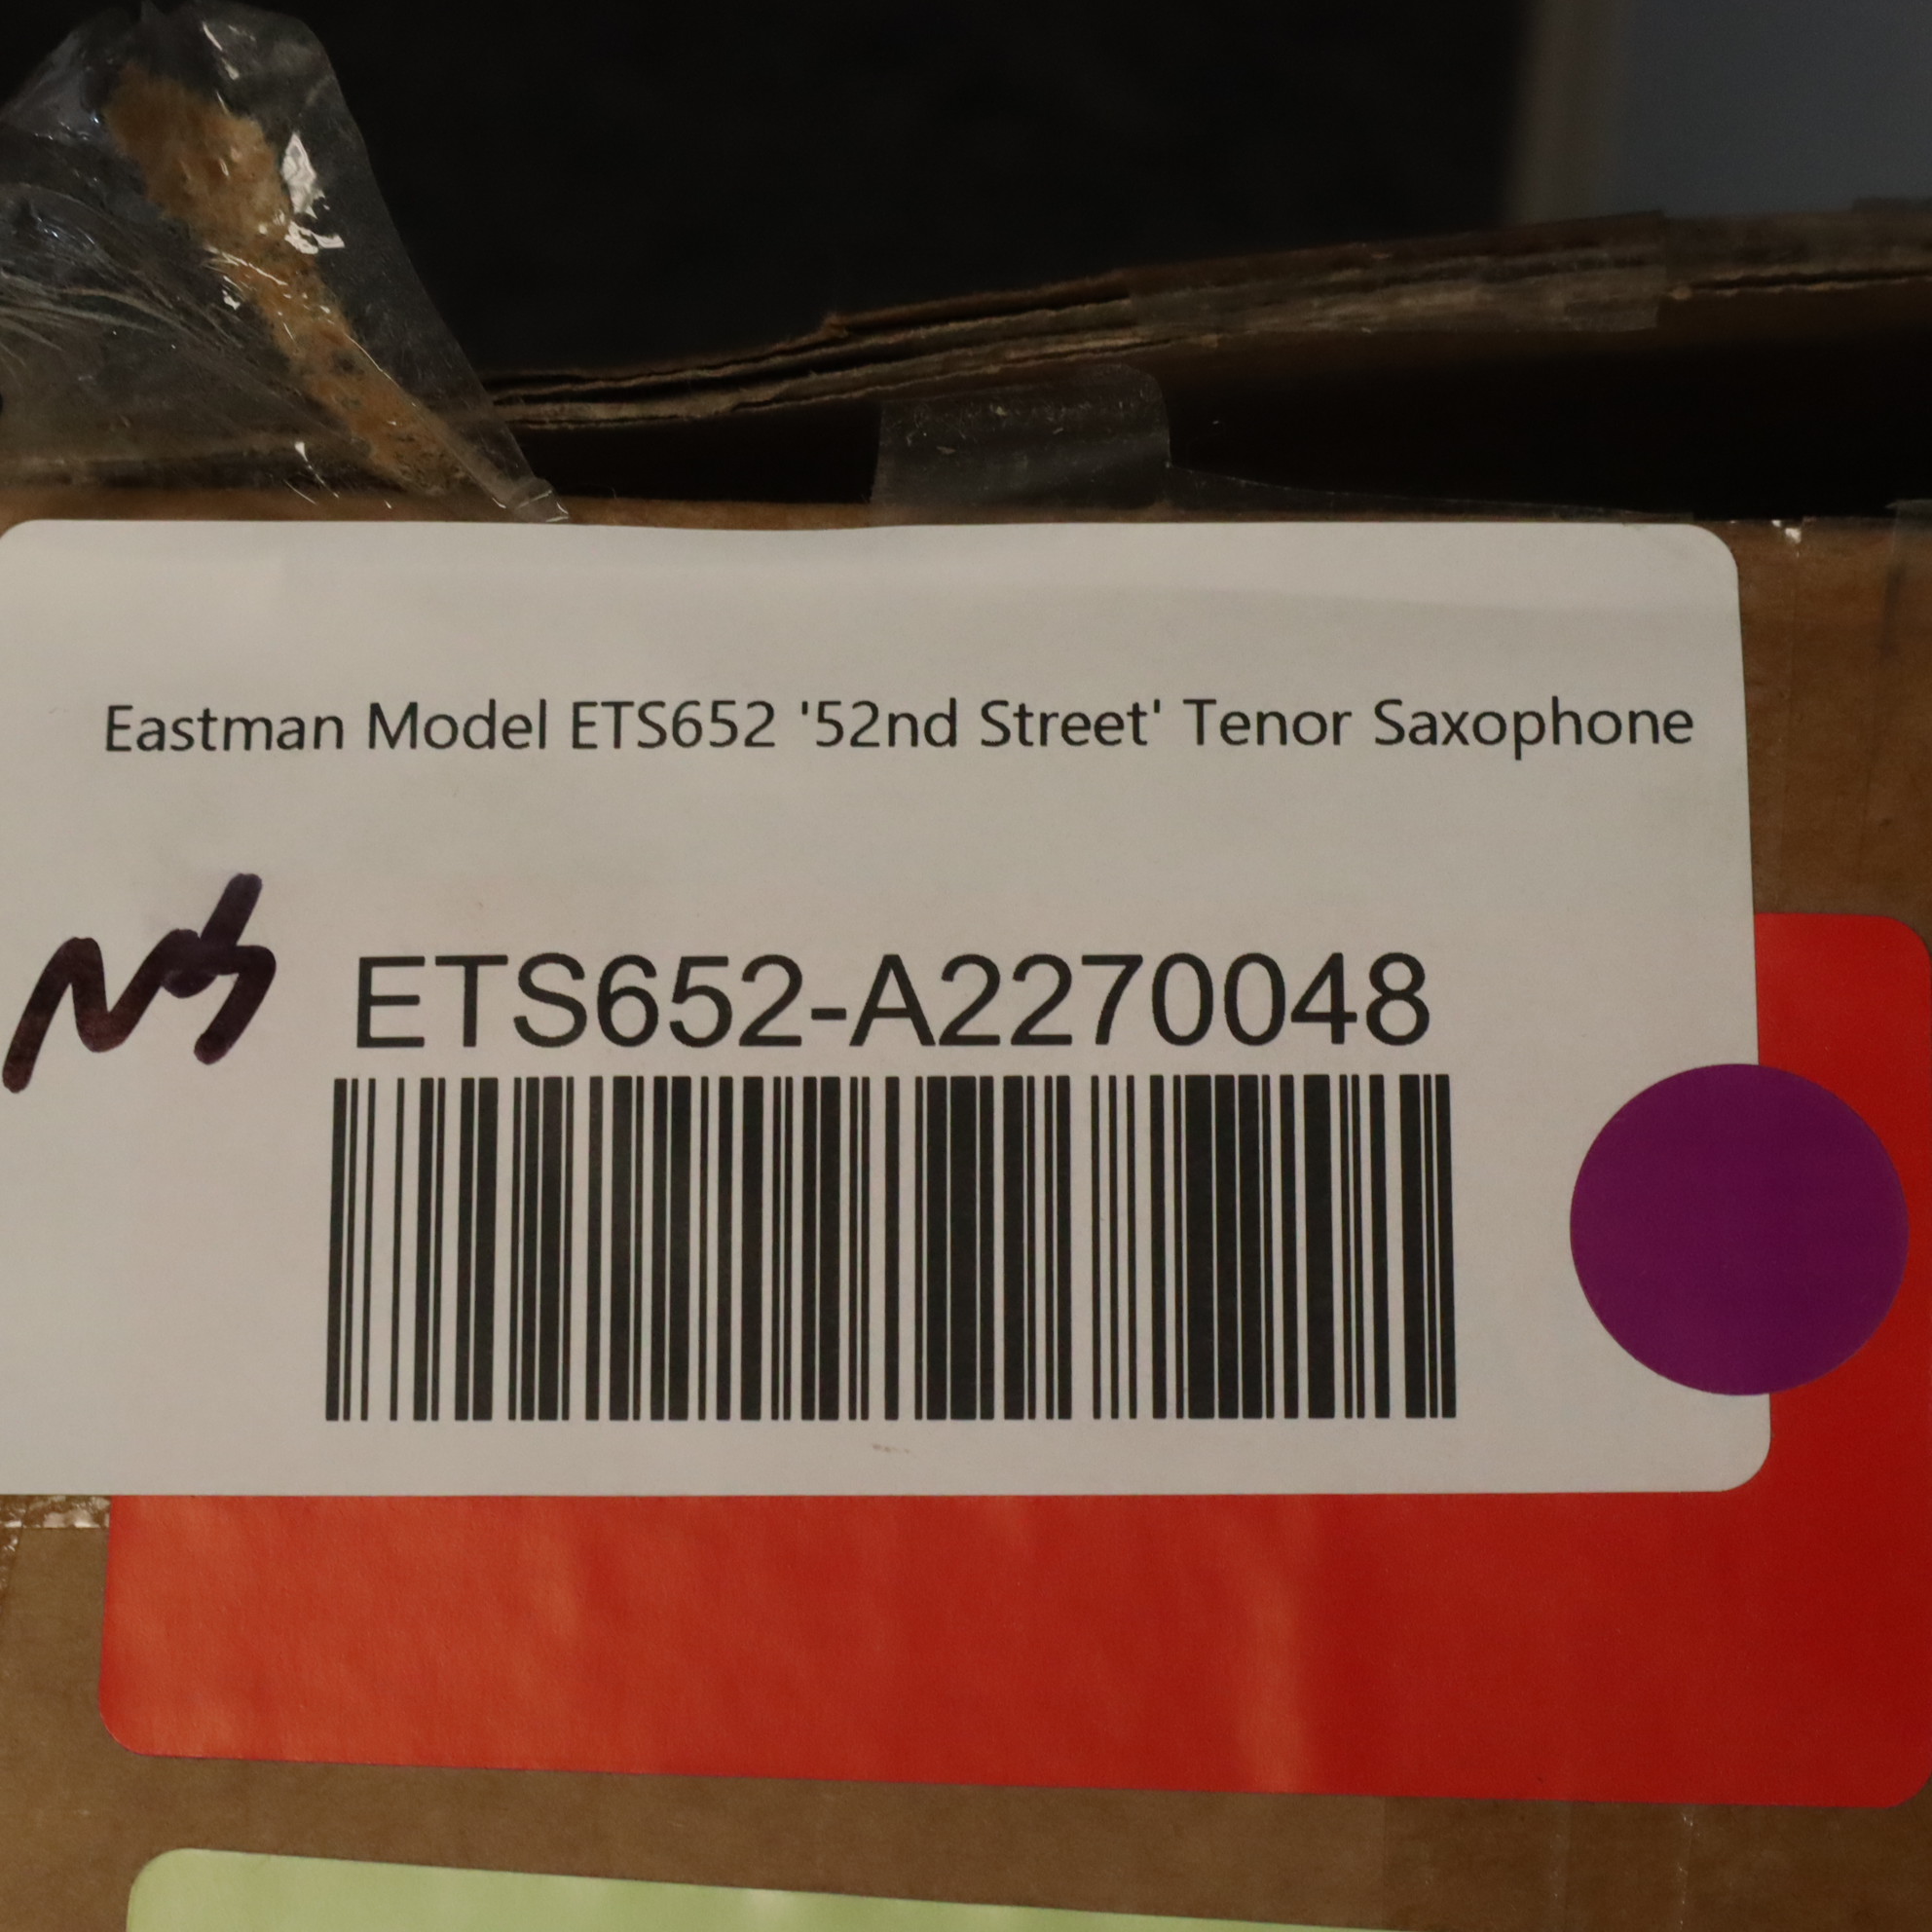 Eastman Model ETS652 '52nd Street' Tenor Saxophone
ETS652-A2270048